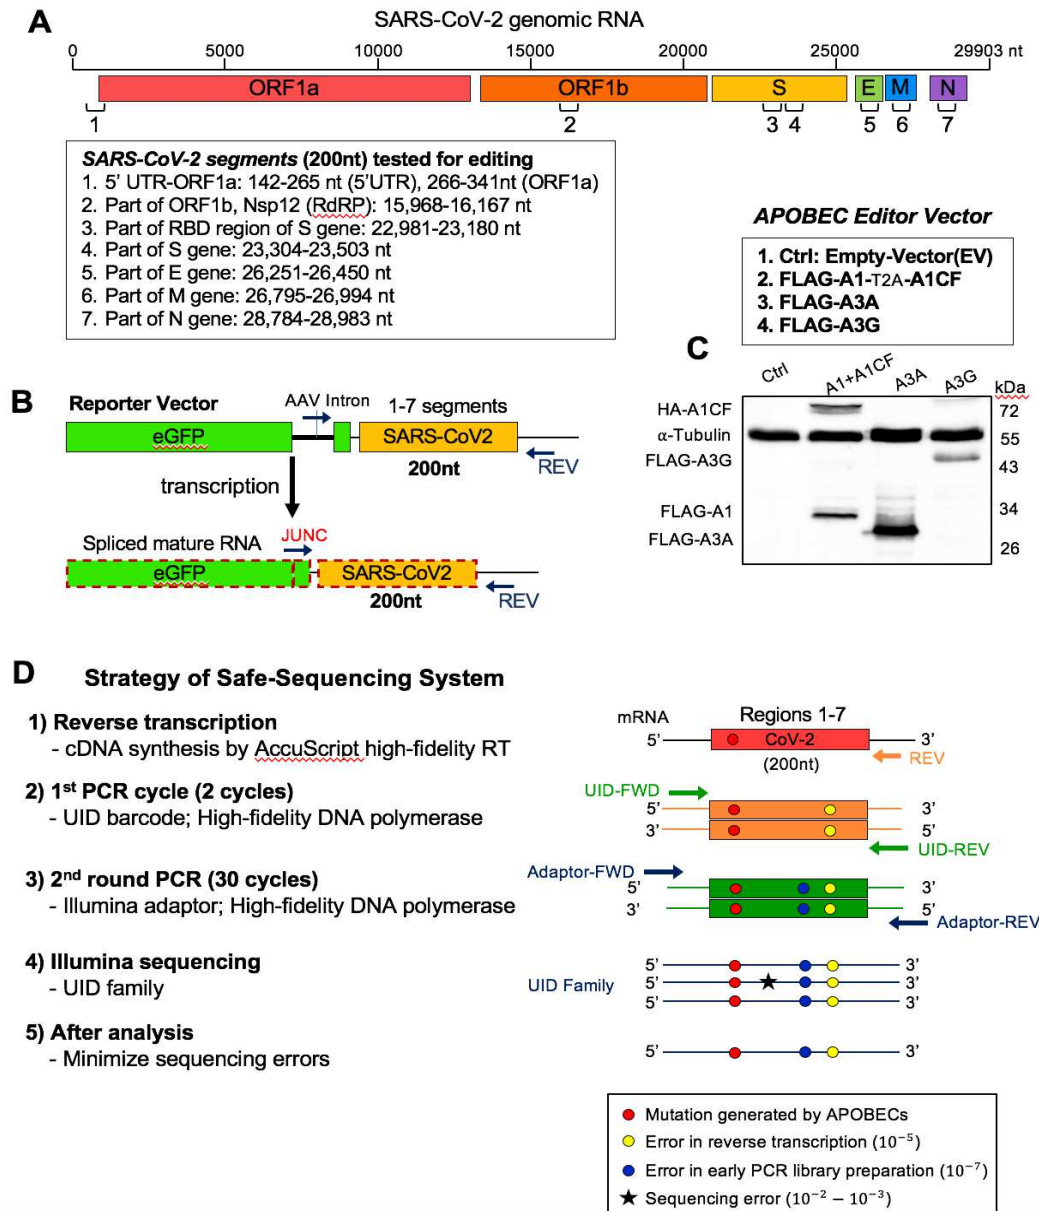 A
SARS-CoV-2 genomic RNA
0 5000 10000 15000 20000 25000 29903 nt
ORF1a ORF1b S E M N
1 2 3 4 5 6 7
SARS-CoV-2 segments (200nt) tested for editing
1. 5' UTR-ORF1a: 142-265 nt (5'UTR), 266-341nt (ORF1a)
2. Part of ORF1b, Nsp12 (RdRP): 15,968-16,167 nt
3. Part of RBD region of S gene: 22,981-23,180 nt
4. Part of S gene: 23,304-23,503 nt
5. Part of E gene: 26,251-26,450 nt
6. Part of M gene: 26,795-26,994 nt
7. Part of N gene: 28,784-28,983 nt
APOBEC Editor Vector
1. Ctrl: Empty-Vector(EV)
2. FLAG-A1-T2A-A1CF
3. FLAG-A3A
4. FLAG-A3G
B
Reporter Vector
AAV Intron
1-7 segments
eGFP
SARS-CoV2
200nt
REV
transcription
JUNC
Spliced mature RNA
eGFP
SARS-CoV2
200nt
REV
C
Ctrl A1+A1CF A3A A3G
kDa
HA-A1CF
α-Tubulin
FLAG-A3G
FLAG-A1
FLAG-A3A
72
55
43
34
26
D
Strategy of Safe-Sequencing System
1) Reverse transcription
- cDNA synthesis by AccuScript high-fidelity RT
2) 1st PCR cycle (2 cycles)
- UID barcode; High-fidelity DNA polymerase
3) 2nd round PCR (30 cycles)
- Illumina adaptor; High-fidelity DNA polymerase
4) Illumina sequencing
- UID family
5) After analysis
- Minimize sequencing errors
mRNA
Regions 1-7
5' CoV-2 3'
(200nt)
REV
UID-FWD
5' 3'
3' 5'
UID-REV
Adaptor-FWD
5' 3'
3' 5'
Adaptor-REV
5' 3'
UID Family 5' 3'
5' 3'
5' 3'
Mutation generated by APOBECs
Error in reverse transcription (10⁻⁵)
Error in early PCR library preparation (10⁻⁷)
Sequencing error (10⁻² − 10⁻³)